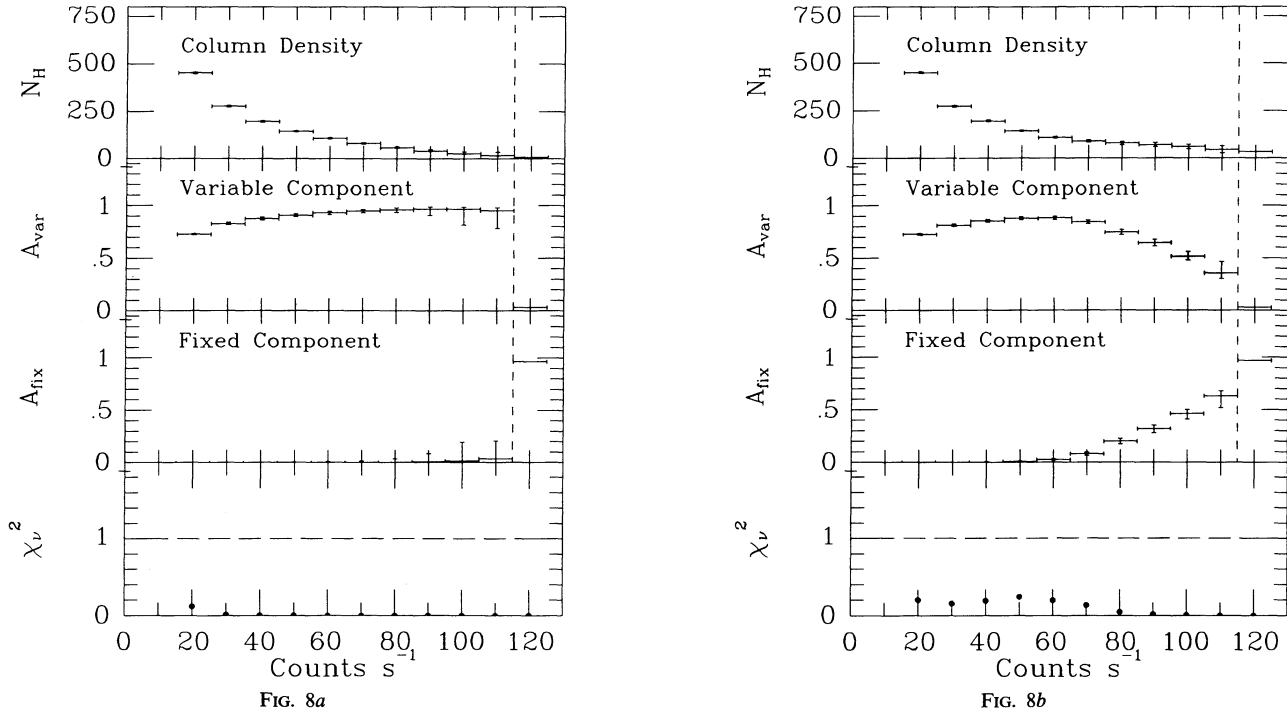 750
500
250
0
N_H
Column Density
1
.5
0
A_var
Variable Component
1
.5
0
A_fix
Fixed Component
1
0
χ_ν^2
0 20 40 60 80 100 120
Counts s^-1
FIG. 8a
750
500
250
0
N_H
Column Density
1
.5
0
A_var
Variable Component
1
.5
0
A_fix
Fixed Component
1
0
χ_ν^2
0 20 40 60 80 100 120
Counts s^-1
FIG. 8b